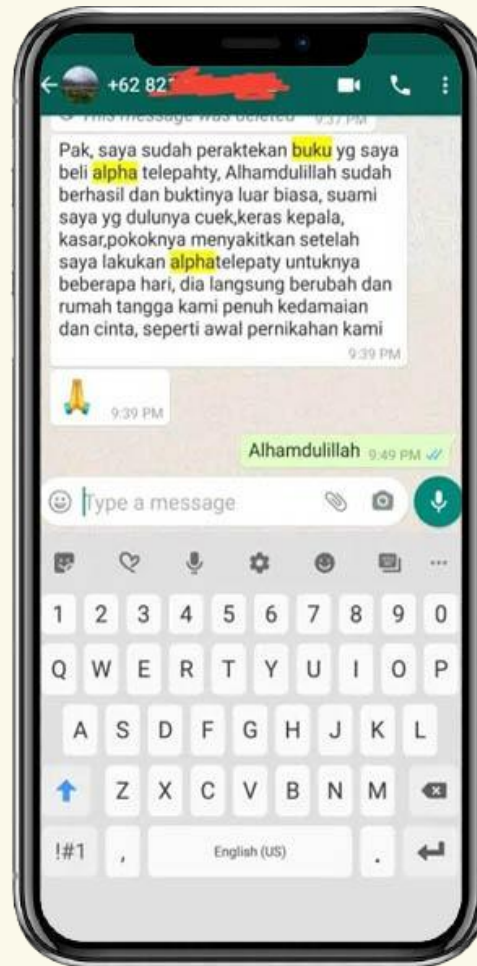 +62 82
This message was deleted 9:37 PM
Pak, saya sudah peraktekan buku yg saya
beli alpha telepahty, Alhamdulillah sudah
berhasil dan buktinya luar biasa, suami
saya yg dulunya cuek,keras kepala,
kasar,pokoknya menyakitkan setelah
saya lakukan alphatelepaty untuknya
beberapa hari, dia langsung berubah dan
rumah tangga kami penuh kedamaian
dan cinta, seperti awal pernikahan kami
9:39 PM
9:39 PM
Alhamdulillah 9:49 PM
Type a message
1 2 3 4 5 6 7 8 9 0
Q W E R T Y U I O P
A S D F G H J K L
Z X C V B N M
!#1 , English (US) .